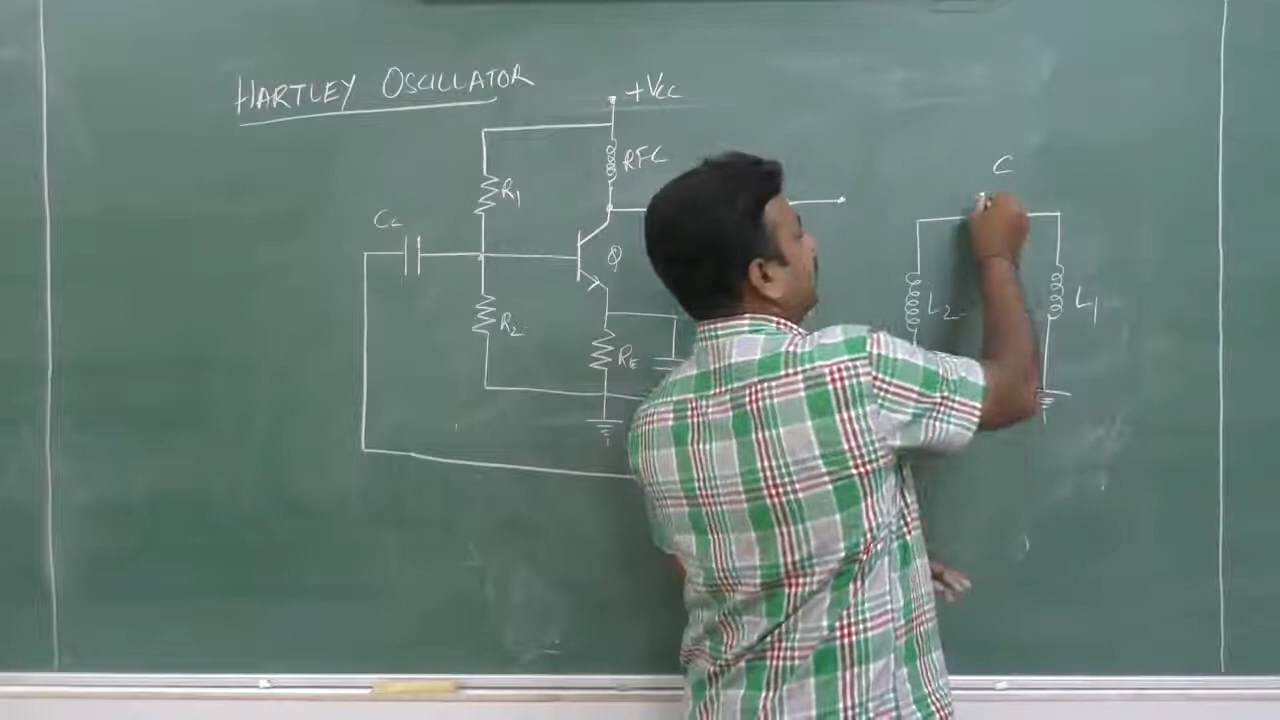 HARTLEY OSCILLATOR
+Vcc
RFC
R1
Cc
Q
R2
RE
C
L2
L1